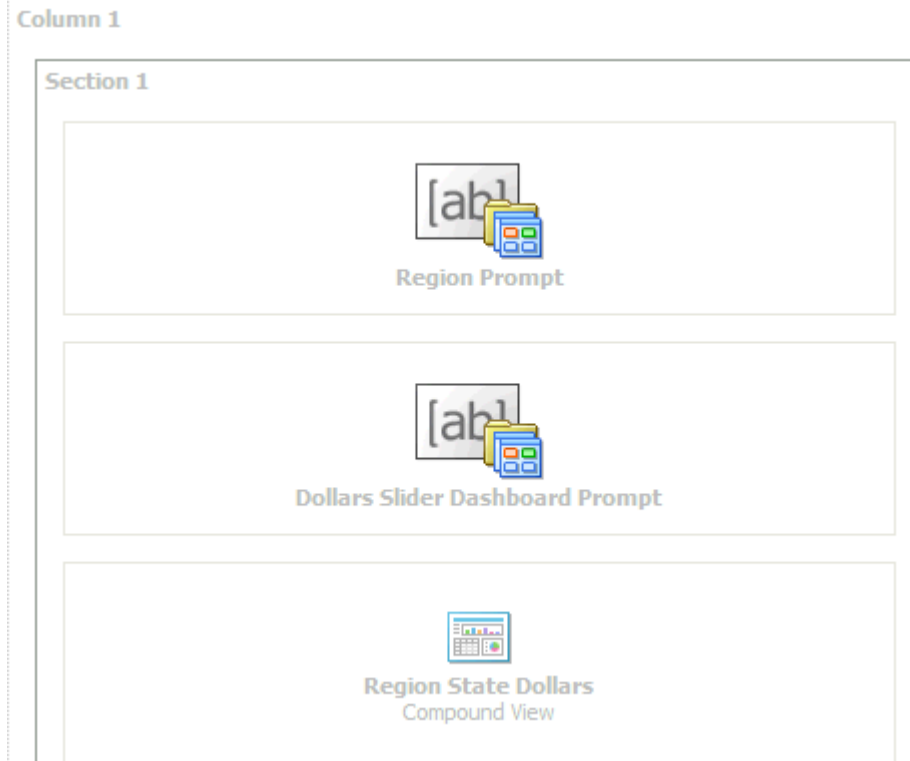 Column 1
Section 1
[ab]
Region Prompt
[ab]
Dollars Slider Dashboard Prompt
Region State Dollars
Compound View